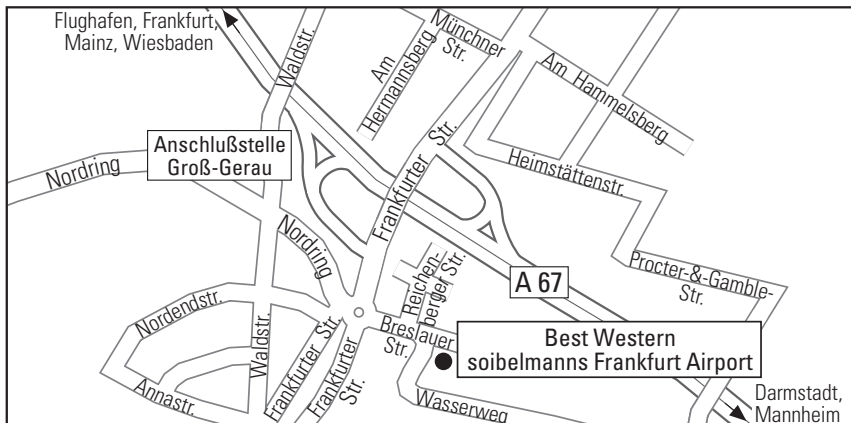 Flughafen, Frankfurt,
Mainz, Wiesbaden
Waldstr.
Münchner
Str.
Am
Hermannsberg
Am Hammelsberg
Anschlußstelle
Groß-Gerau
Nordring
Frankfurter Str.
Heimstättenstr.
Nordring
Reichen-
berger Str.
A 67
Procter-&-Gamble-
Str.
Nordendstr.
Waldstr.
Frankfurter Str.
Frankfurter
Str.
Breslauer
Str.
Best Western
soibelmanns Frankfurt Airport
Annastr.
Wasserweg
Darmstadt,
Mannheim